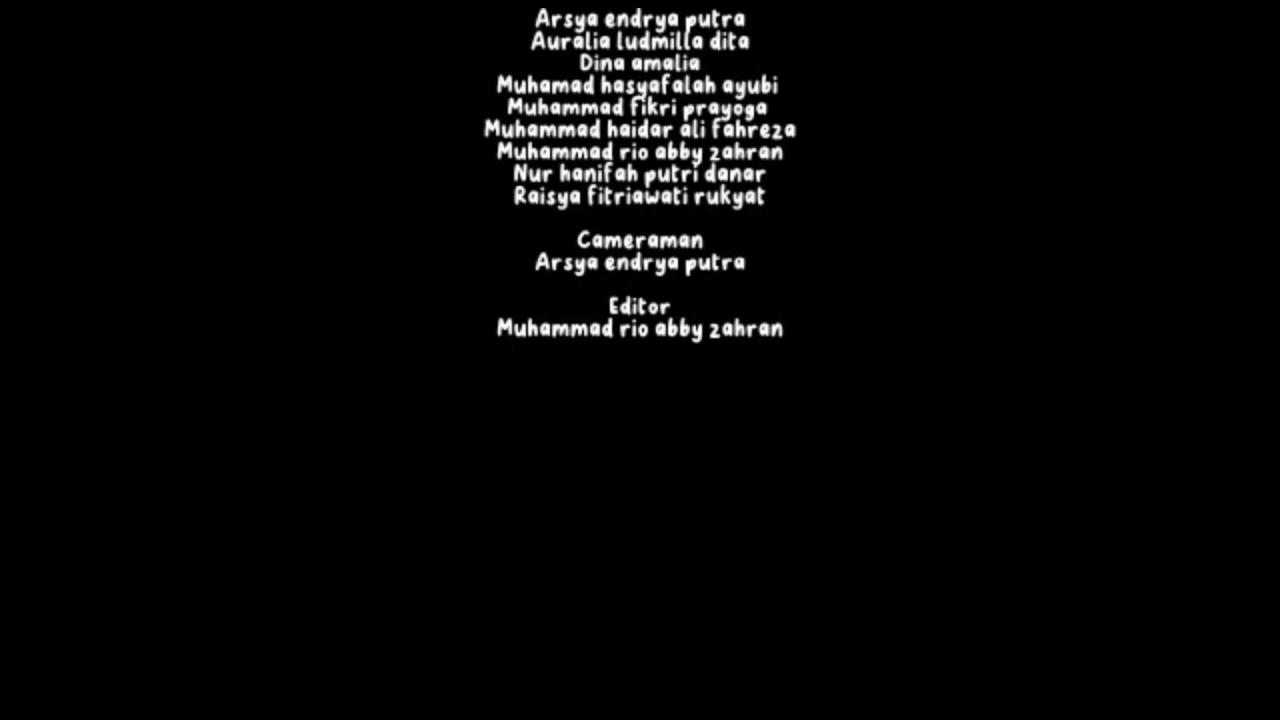 Arsya endrya putra
Auralia ludmilla dita
Dina amalia
Muhamad hasyafalah ayubi
Muhammad fikri prayoga
Muhammad haidar ali fahreza
Muhammad rio abby zahran
Nur hanifah putri danar
Raisya fitriawati rukyat
Cameraman
Arsya endrya putra
Editor
Muhammad rio abby zahran